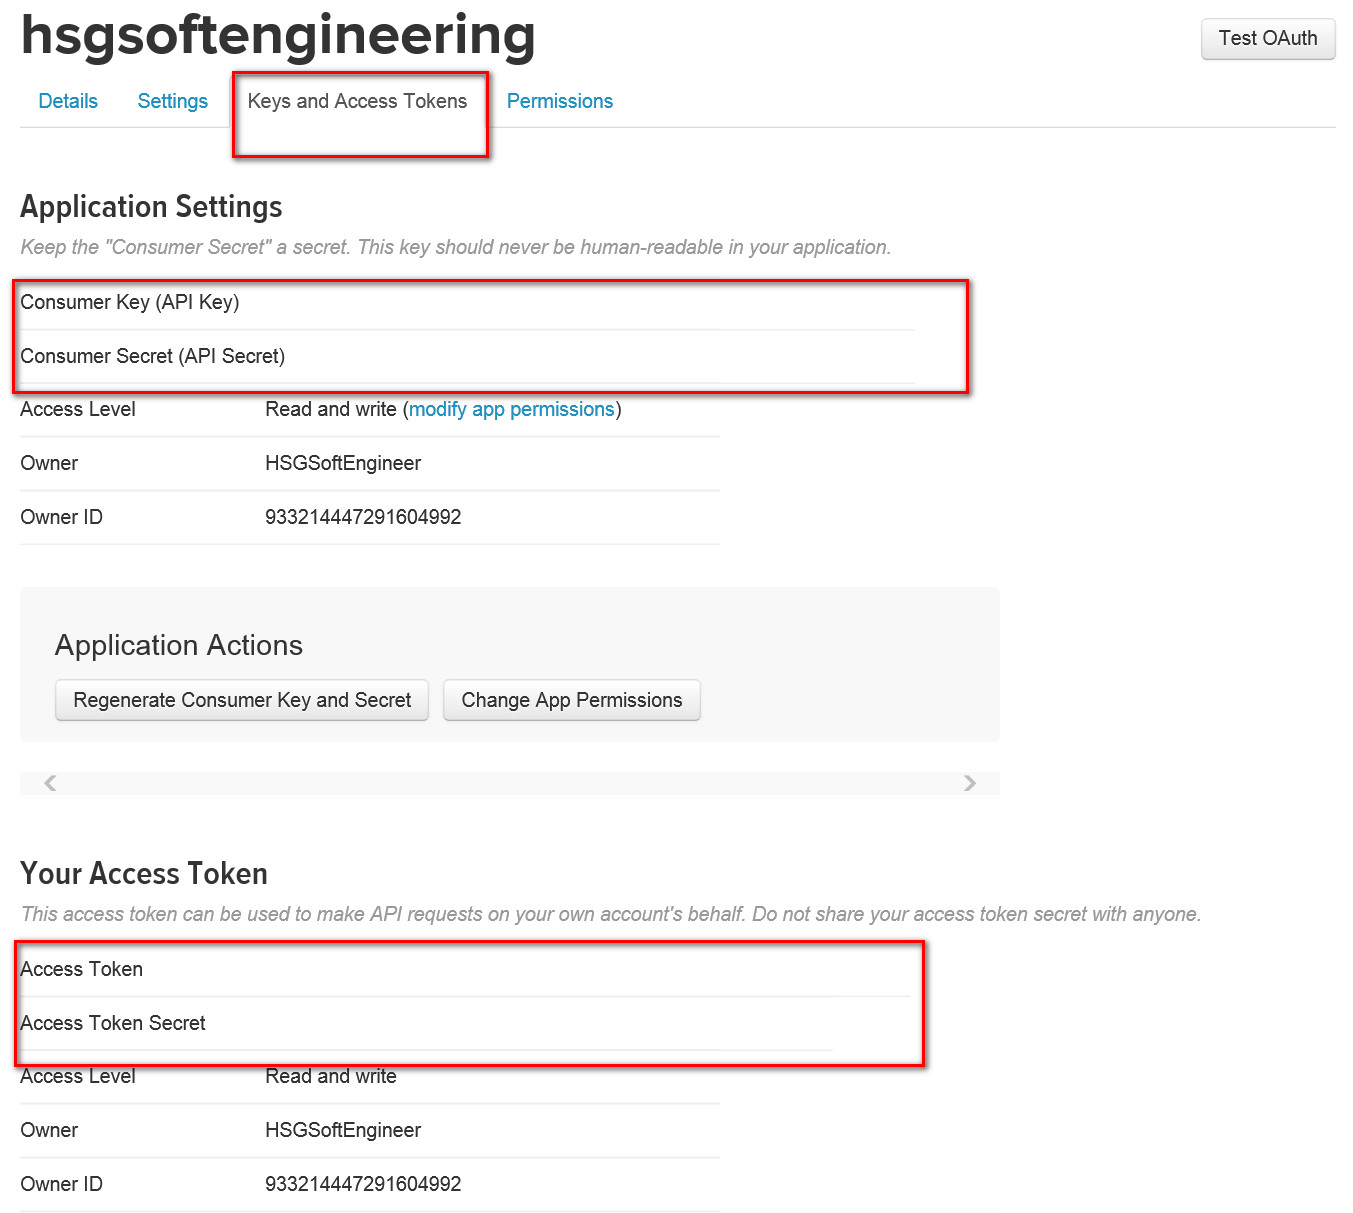 hsgsoftengineering
Test OAuth
Details Settings Keys and Access Tokens Permissions
Application Settings
Keep the "Consumer Secret" a secret. This key should never be human-readable in your application.
Consumer Key (API Key)
Consumer Secret (API Secret)
Access Level Read and write (modify app permissions)
Owner HSGSoftEngineer
Owner ID 933214447291604992
Application Actions
Regenerate Consumer Key and Secret Change App Permissions
Your Access Token
This access token can be used to make API requests on your own account's behalf. Do not share your access token secret with anyone.
Access Token
Access Token Secret
Access Level Read and write
Owner HSGSoftEngineer
Owner ID 933214447291604992